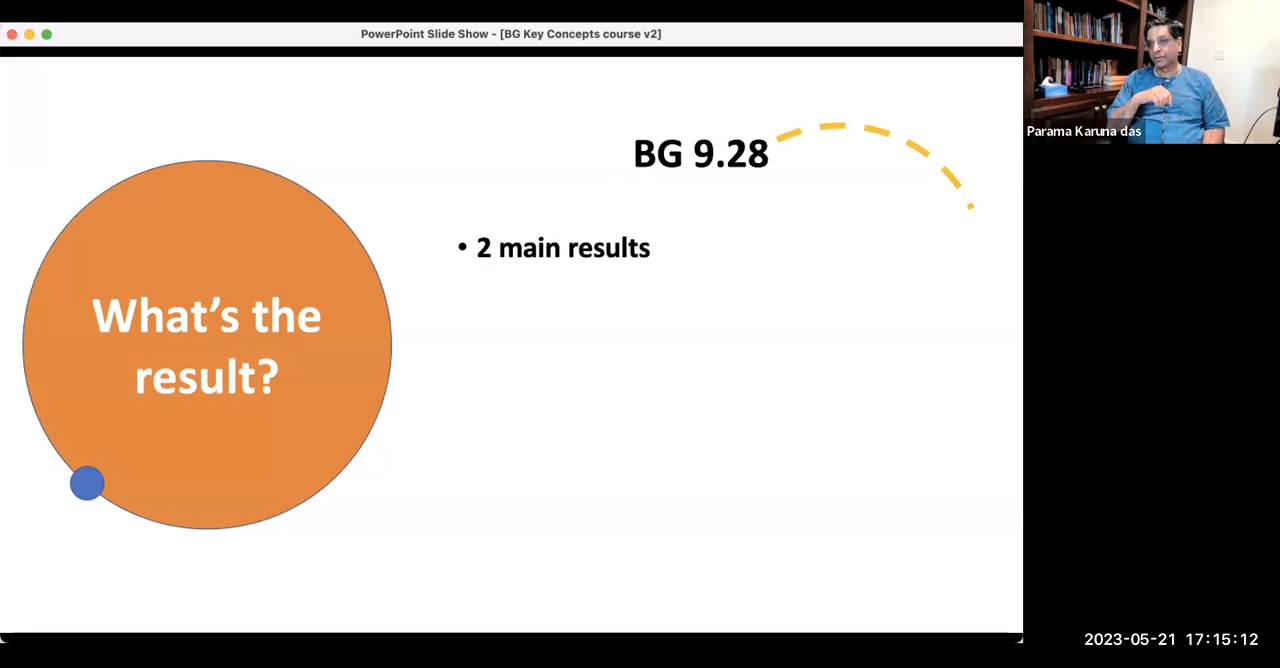 PowerPoint Slide Show - [BG Key Concepts course v2]
BG 9.28
• 2 main results
What’s the
result?
Parama Karuna das
2023-05-21 17:15:12